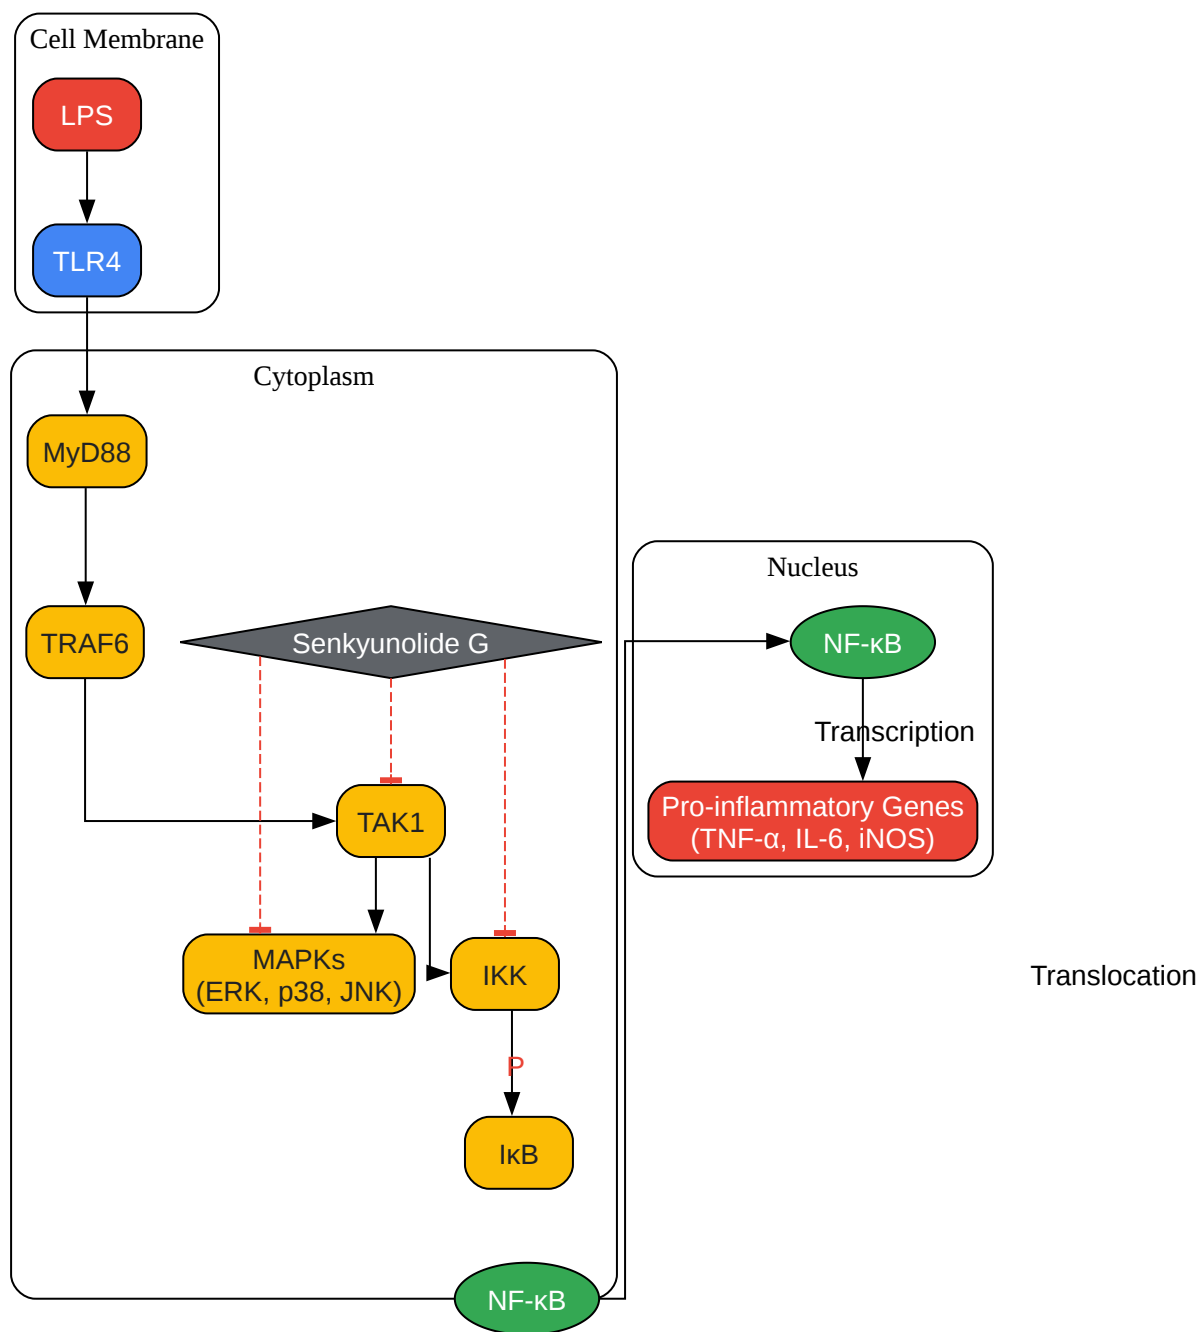 Cell Membrane
LPS
TLR4
Cytoplasm
MyD88
TRAF6
Senkyunolide G
TAK1
MAPKs
(ERK, p38, JNK)
IKK
P
IκB
NF-κB
Nucleus
NF-κB
Transcription
Pro-inflammatory Genes
(TNF-α, IL-6, iNOS)
Translocation